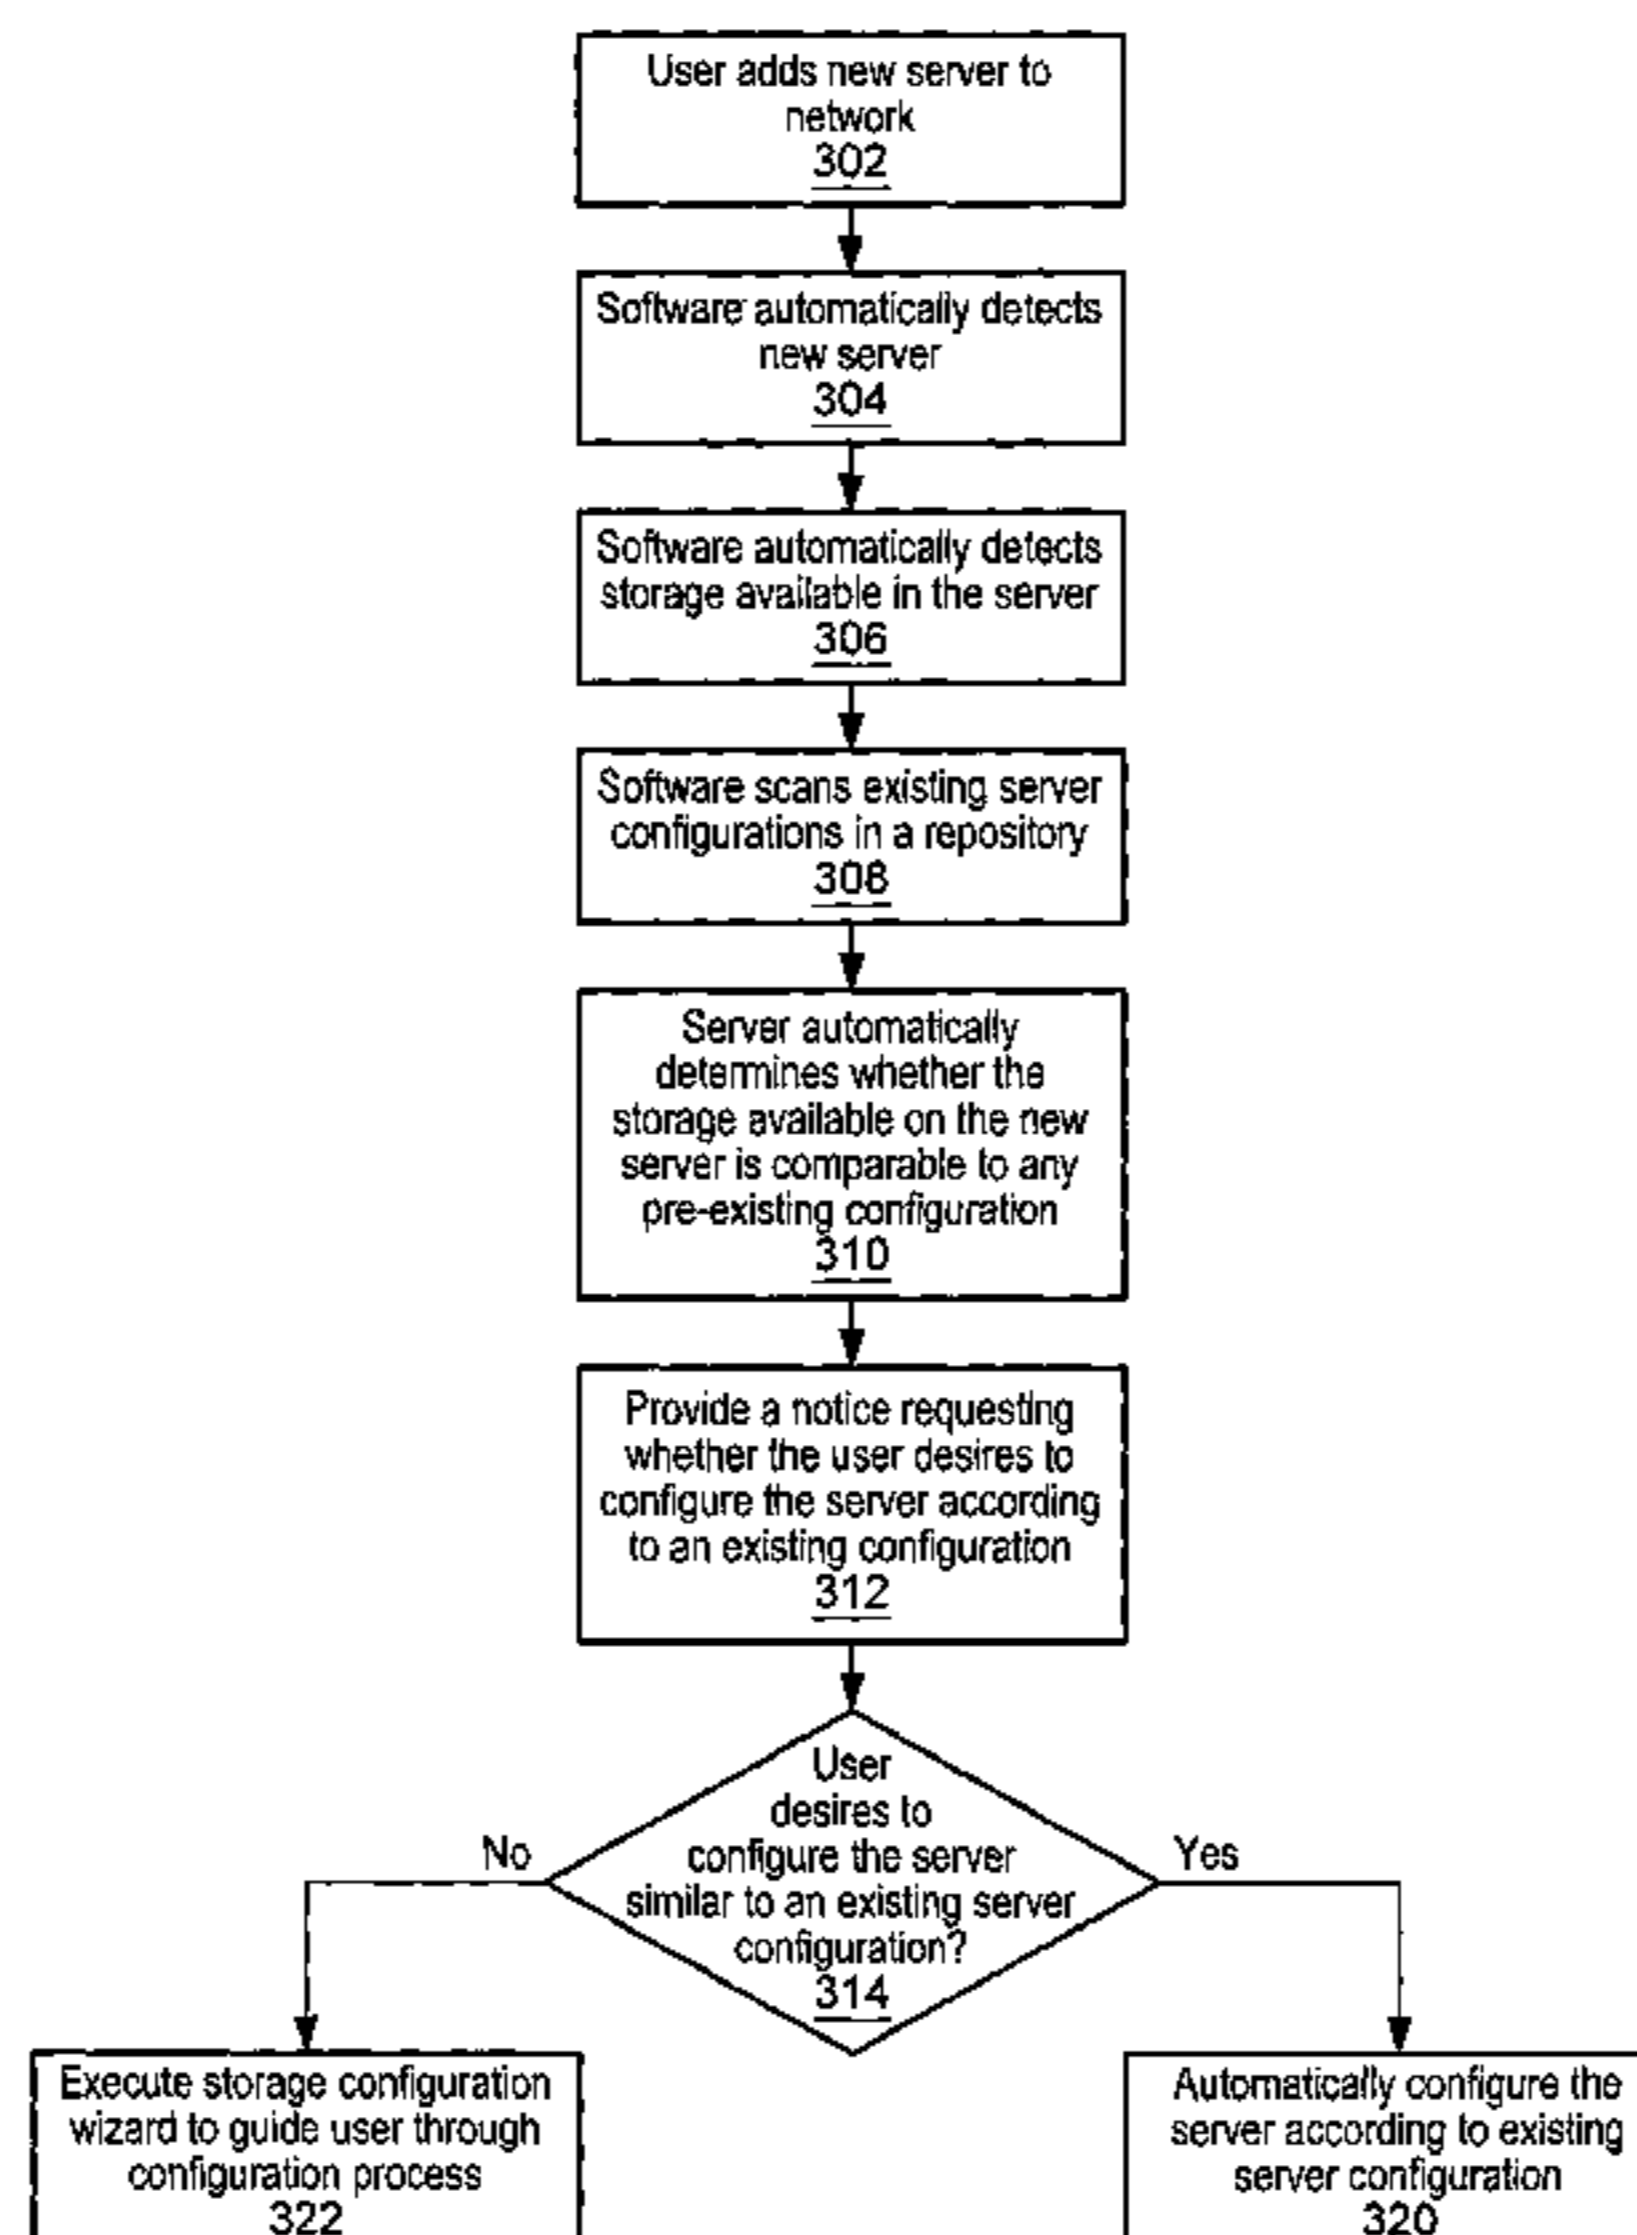 User adds new server to
network
302
Software automatically detects
new server
304
Software automatically detects
storage available in the server
306
Software scans existing server
configurations in a repository
308
Server automatically
determines whether the
storage available on the new
server is comparable to any
pre-existing configuration
310
Provide a notice requesting
whether the user desires to
configure the server according
to an existing configuration
312
User
desires to
configure the server
similar to an existing server
configuration?
314
No
Yes
Execute storage configuration
wizard to guide user through
configuration process
322
Automatically configure the
server according to existing
server configuration
320